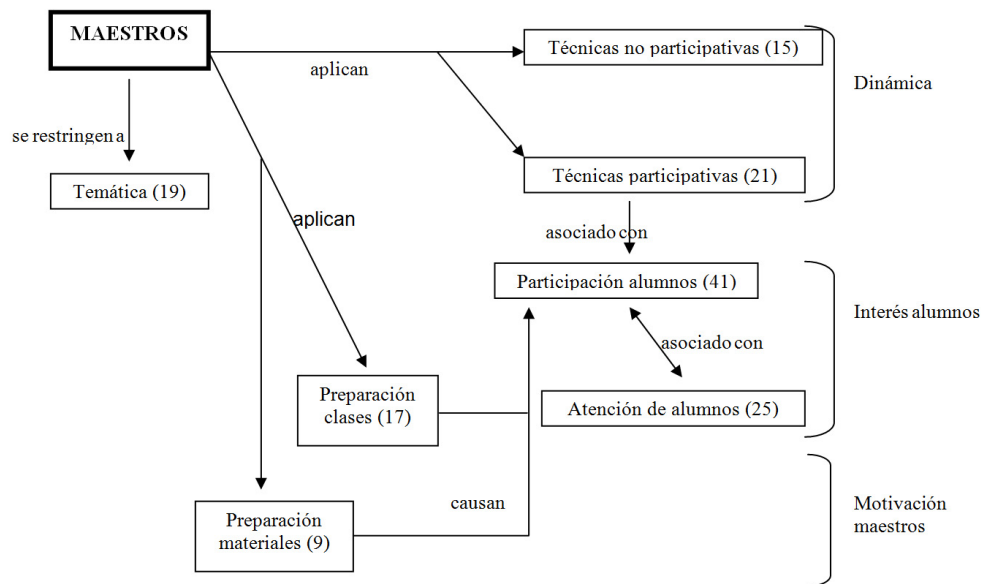 MAESTROS
Técnicas no participativas (15)
aplican
Dinámica
se restringen a
Técnicas participativas (21)
Temática (19)
aplican
asociado con
Participación alumnos (41)
Interés alumnos
asociado con
Preparación
clases (17)
Atención de alumnos (25)
causan
Motivación
maestros
Preparación
materiales (9)